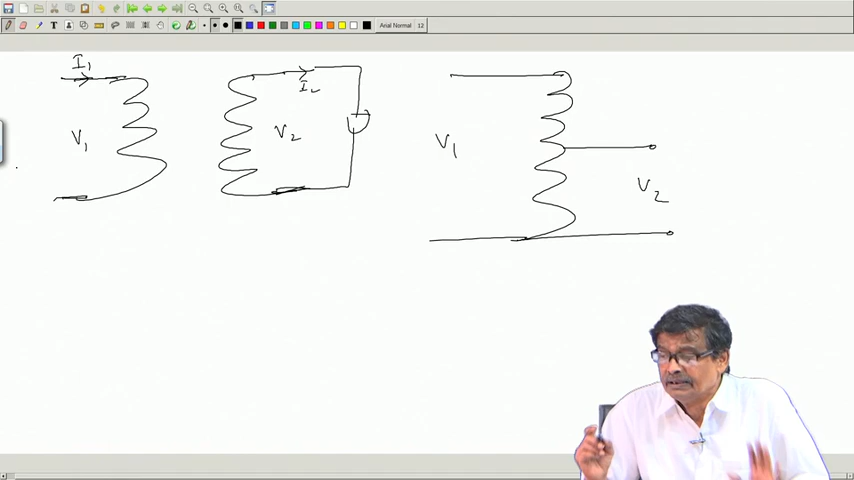 Arial Normal 12
I₁
I₂
V₁
V₂
V₁
V₂